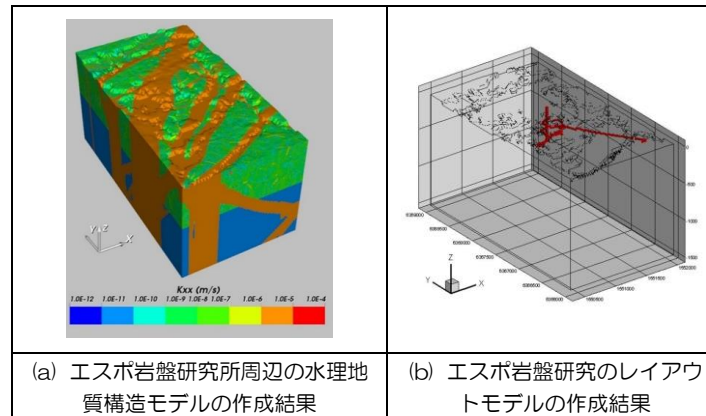 Kxx (m/s)
1.0E-12 1.0E-11 1.0E-10 1.0E-9 1.0E-8 1.0E-7 1.0E-6 1.0E-5 1.0E-4
Y Z X
Z
Y X
0
-500
-1000
(a) エスポ岩盤研究所周辺の水理地
質構造モデルの作成結果
(b) エスポ岩盤研究のレイアウ
トモデルの作成結果